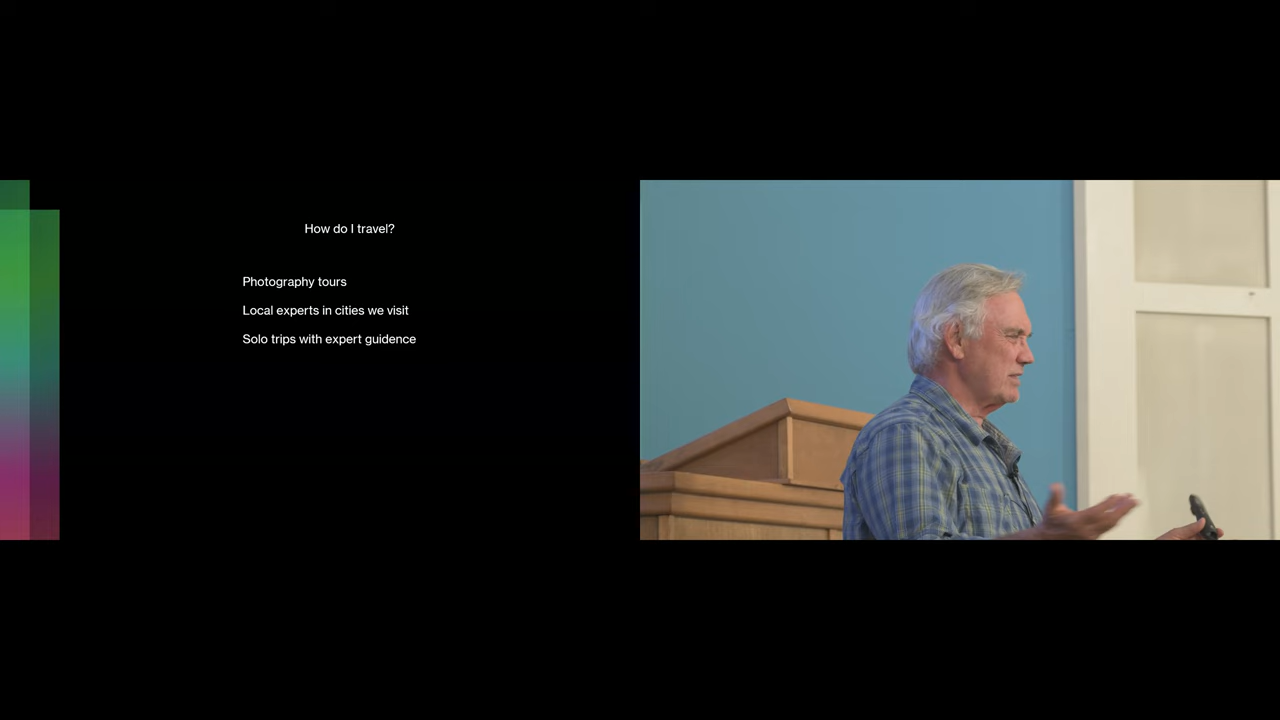 How do I travel?
Photography tours
Local experts in cities we visit
Solo trips with expert guidence